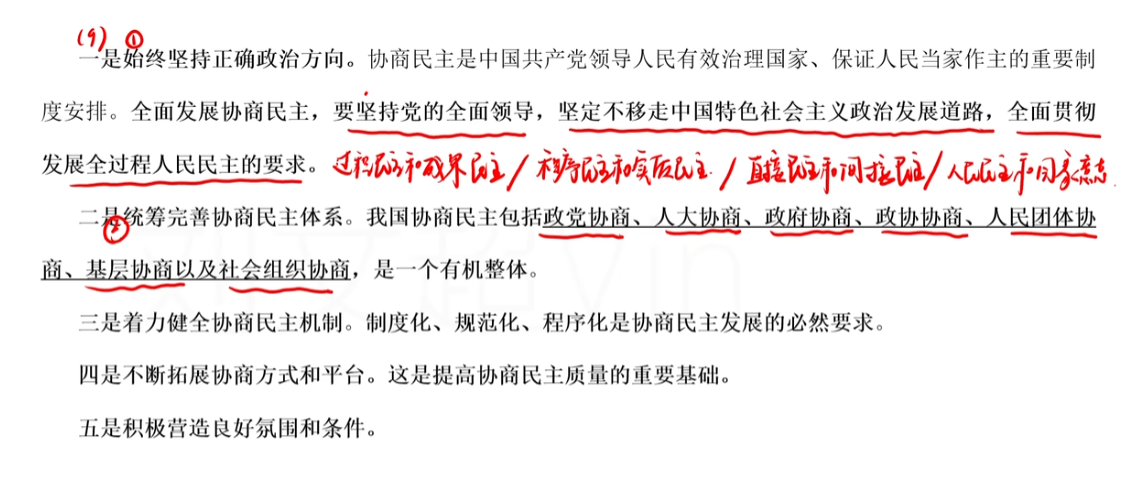 (9) ①
一是始终坚持正确政治方向。协商民主是中国共产党领导人民有效治理国家、保证人民当家作主的重要制
度安排。全面发展协商民主，要坚持党的全面领导，坚定不移走中国特色社会主义政治发展道路，全面贯彻
发展全过程人民民主的要求。过程民主和成果民主/程序民主和实质民主/直接民主和间接民主/人民民主和国家意志
二是统筹完善协商民主体系。我国协商民主包括政党协商、人大协商、政府协商、政协协商、人民团体协
②
商、基层协商以及社会组织协商，是一个有机整体。
三是着力健全协商民主机制。制度化、规范化、程序化是协商民主发展的必然要求。
四是不断拓展协商方式和平台。这是提高协商民主质量的重要基础。
五是积极营造良好氛围和条件。